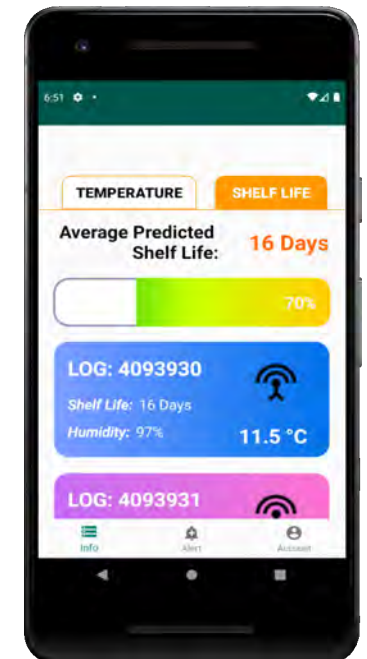 6:51
TEMPERATURE
SHELF LIFE
Average Predicted
Shelf Life:
16 Days
70%
LOG: 4093930
Shelf Life: 16 Days
Humidity: 97%
11.5 °C
LOG: 4093931
Info
Alert
Account